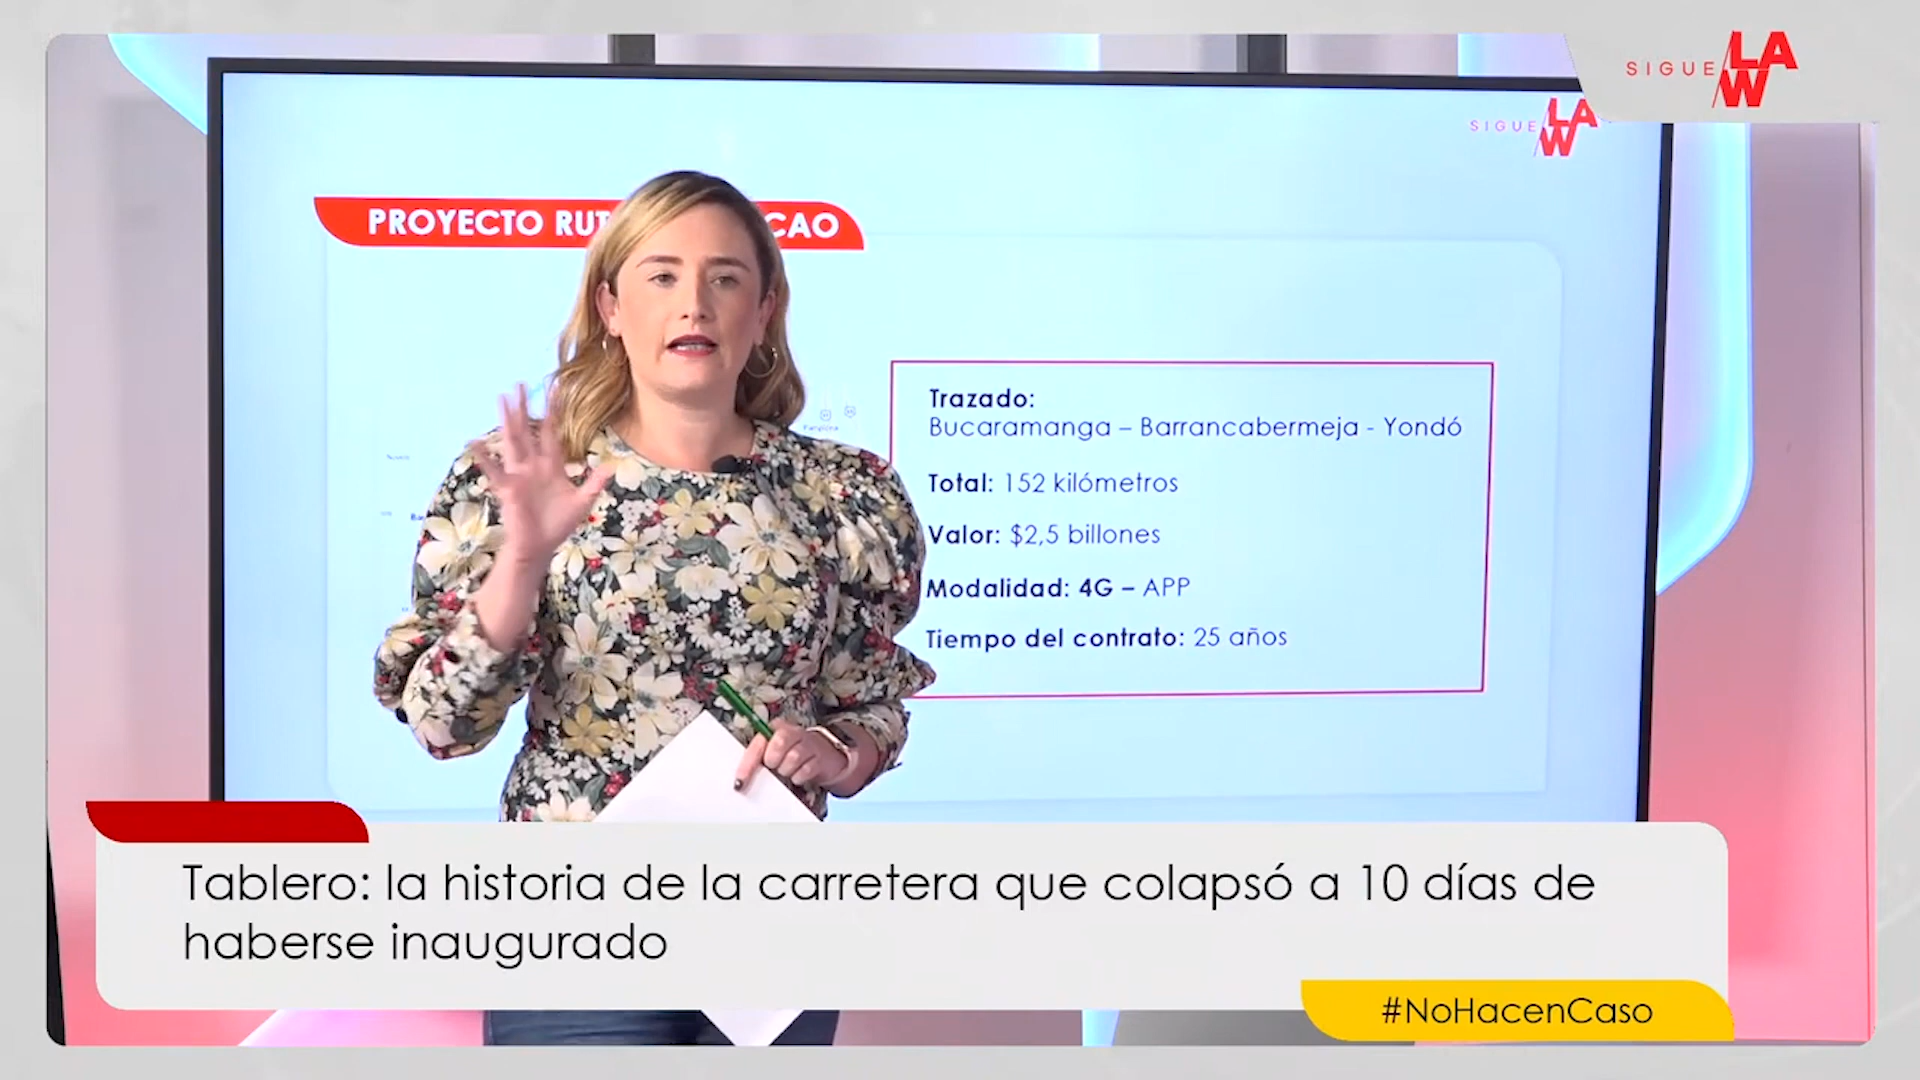 SIGUE LA W
SIGUE LA W
PROYECTO RUT CAO
Pamplona
Trazado:
Bucaramanga – Barrancabermeja - Yondó
Total: 152 kilómetros
Valor: $2,5 billones
Modalidad: 4G – APP
Tiempo del contrato: 25 años
Tablero: la historia de la carretera que colapsó a 10 días de
haberse inaugurado
#NoHacenCaso